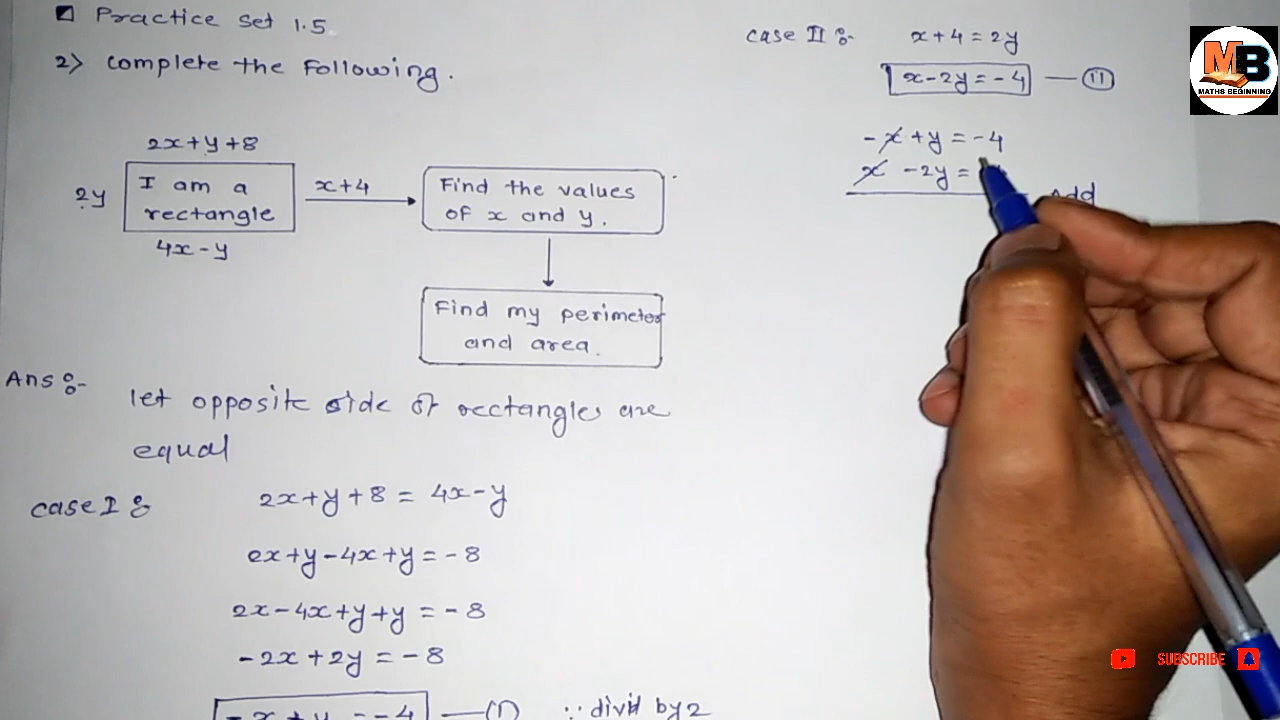 Practice Set 1.5
2) Complete the Following.
2x+y+8
2y
I am a
rectangle
4x-y
x+4
Find the values
of x and y.
Find my perimeter
and area.
Ans :-
let opposite side of rectangles are
equal
case I :
2x+y+8 = 4x-y
2x+y-4x+y = -8
2x-4x+y+y = -8
-2x+2y = -8
-x+y = -4 —(I)
∵ divid by 2
case II :-
x+4 = 2y
x-2y = -4 —(II)
-x+y = -4
x -2y =
Add
MB
MATHS BEGINNING
SUBSCRIBE